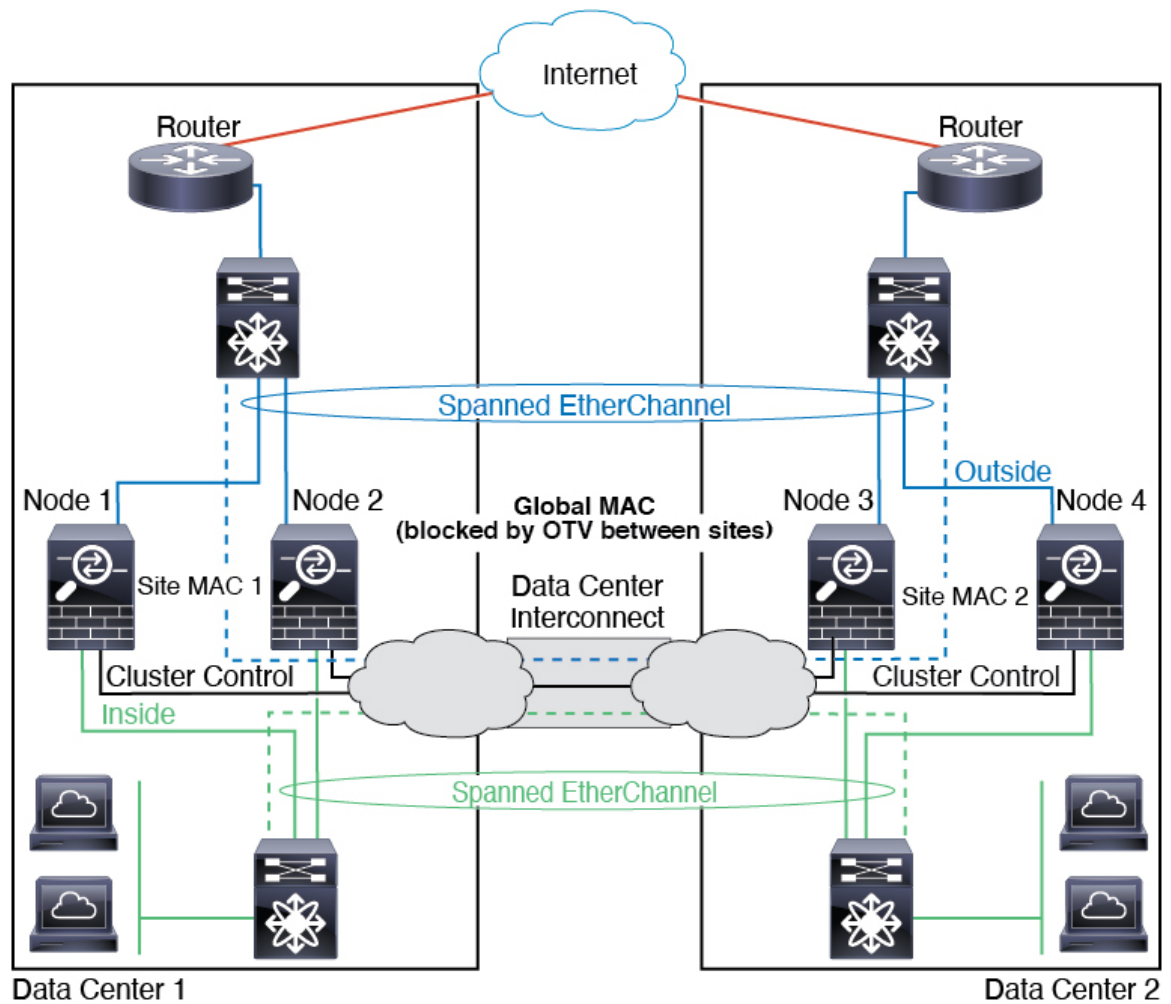 Internet
Router
Router
Spanned EtherChannel
Outside
Node 1
Node 2
Global MAC
(blocked by OTV between sites)
Node 3
Node 4
Site MAC 1
Data Center
Interconnect
Site MAC 2
Cluster Control
Cluster Control
Inside
Spanned EtherChannel
Data Center 1
Data Center 2